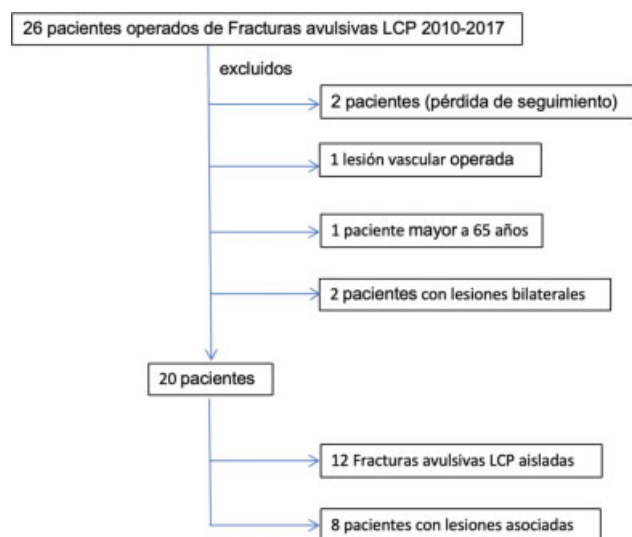 26 pacientes operados de Fracturas avulsivas LCP 2010-2017
excluidos
2 pacientes (pérdida de seguimiento)
1 lesión vascular operada
1 paciente mayor a 65 años
2 pacientes con lesiones bilaterales
20 pacientes
12 Fracturas avulsivas LCP aisladas
8 pacientes con lesiones asociadas